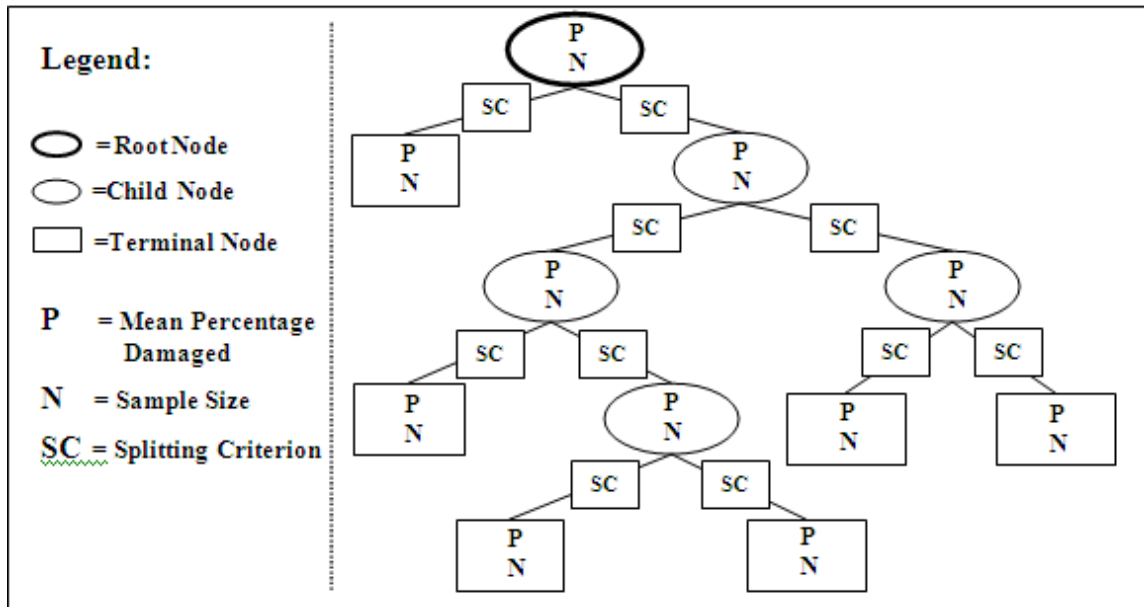 Legend:
=Root Node
=Child Node
=Terminal Node
P = Mean Percentage
Damaged
N = Sample Size
SC = Splitting Criterion
P
N
SC SC
P
N
P
N
SC SC
P
N
P
N
SC SC
SC SC
P
N
P
N
P
N
P
N
SC SC
P
N
P
N